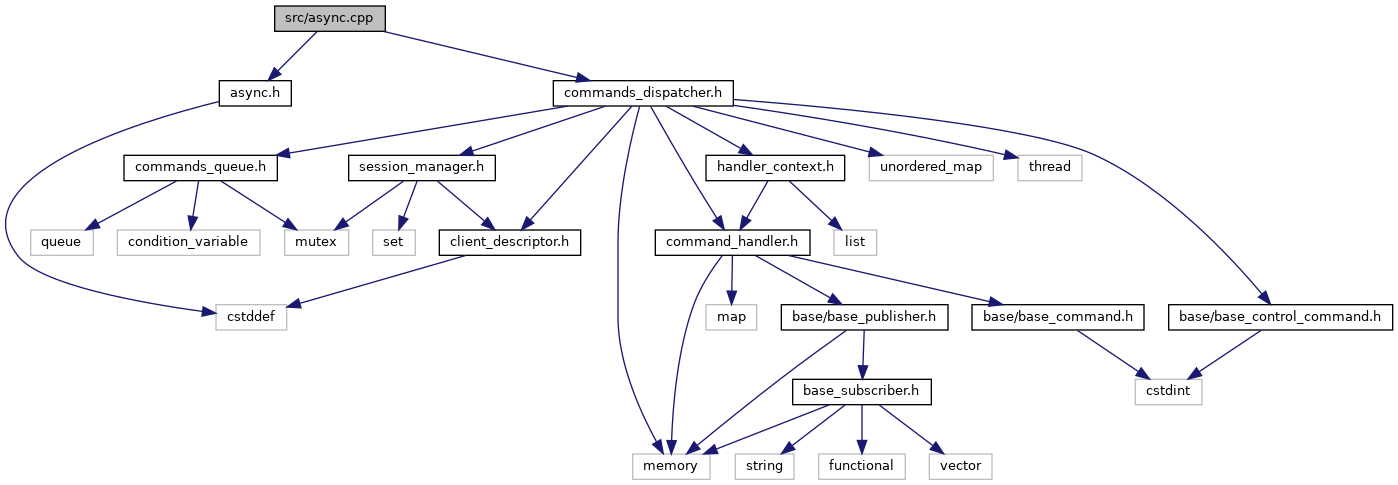 src/async.cpp
async.h
commands_dispatcher.h
commands_queue.h
session_manager.h
handler_context.h
unordered_map
thread
queue
condition_variable
mutex
set
client_descriptor.h
command_handler.h
list
cstddef
map
base/base_publisher.h
base/base_command.h
base/base_control_command.h
base_subscriber.h
cstdint
memory
string
functional
vector